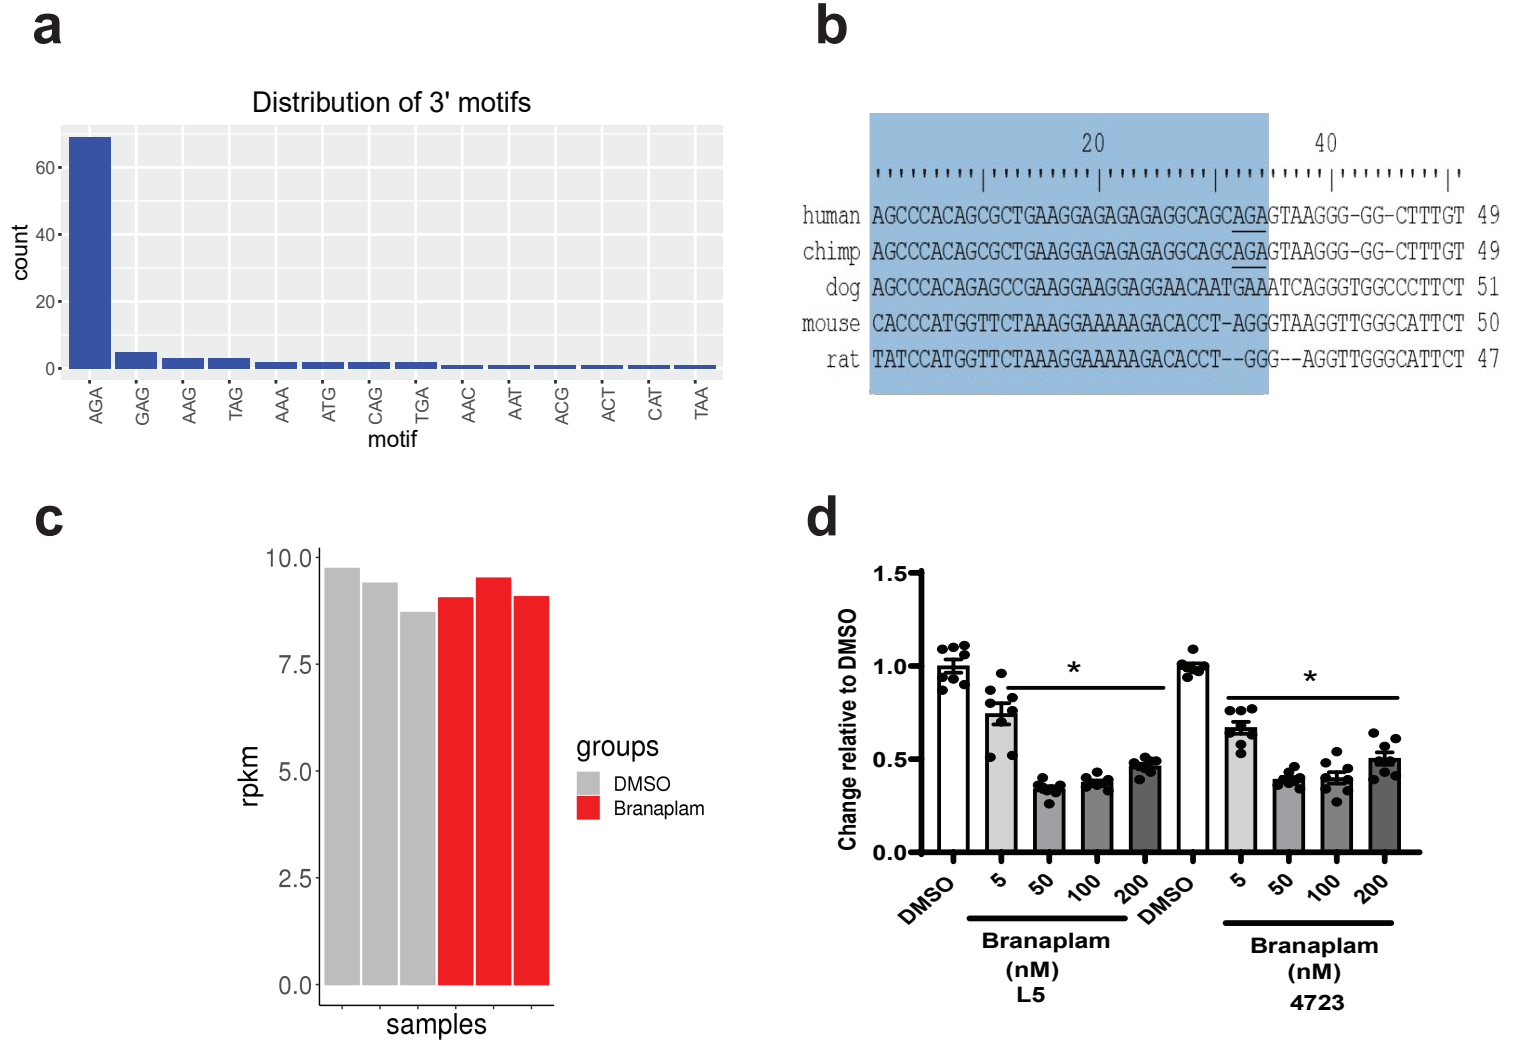 a
Distribution of 3' motifs
count
60
40
20
0
AGA
GAG
AAG
TAG
AAA
ATG
CAG
TGA
AAC
AAT
ACG
ACT
CAT
TAA
motif
b
20 40
human AGCCCACAGCGCTGAAGGAGAGAGAGGCAGCAGAGTAAGGG-GG-CTTTGT 49
chimp AGCCCACAGCGCTGAAGGAGAGAGAGGCAGCAGAGTAAGGG-GG-CTTTGT 49
dog AGCCCACAGAGCCGAAGGAAGGAGGAACAATGAAATCAGGGTGGCCCTTCT 51
mouse CACCCATGGTTCTAAAGGAAAAAGACACCT-AGGGTAAGGTTGGGCATTCT 50
rat TATCCATGGTTCTAAAGGAAAAAGACACCT--GGG--AGGTTGGGCATTCT 47
c
rpkm
10.0
7.5
5.0
2.5
0.0
samples
groups
DMSO
Branaplam
d
Change relative to DMSO
1.5
1.0
0.5
0.0
*
*
DMSO
5
50
100
200
DMSO
5
50
100
200
Branaplam
(nM)
L5
Branaplam
(nM)
4723